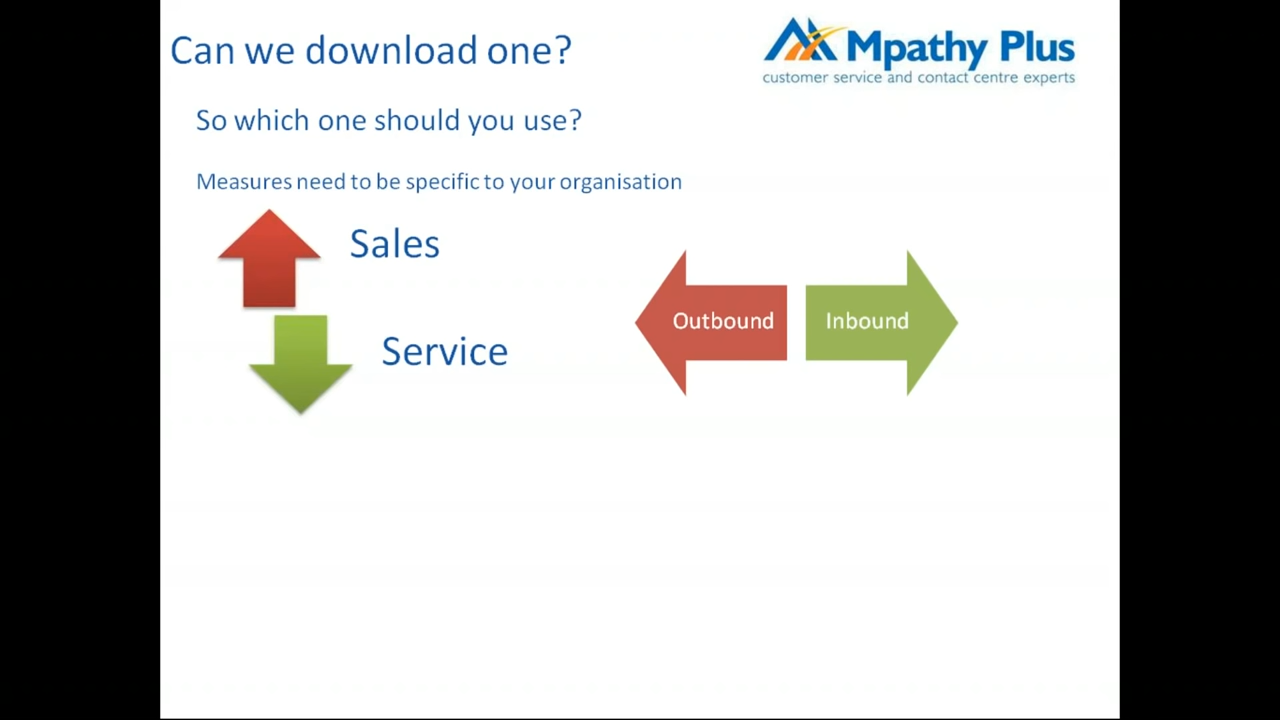 Can we download one?
Mpathy Plus
customer service and contact centre experts
So which one should you use?
Measures need to be specific to your organisation
Sales
Service
Outbound
Inbound